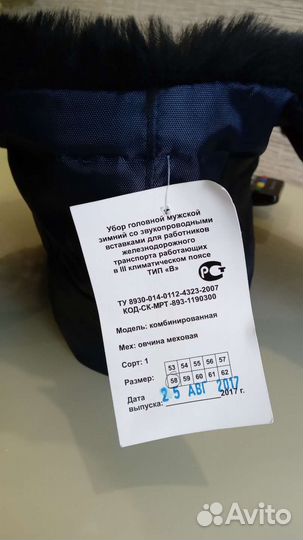 Убор головной мужской
зимний со звукопроводными
вставками для работников
железнодорожного
транспорта работающих
в III климатическом поясе
ТИП «В»
ТУ 8930-014-0112-4323-2007
КОД-СК-МРТ-893-1190300
Модель: комбинированная
Мех: овчина меховая
Сорт: 1
Размер:
53 54 55 56 57
58 59 60 61 62
Дата
выпуска:
25 АВГ 2017
2017 г.
Avito